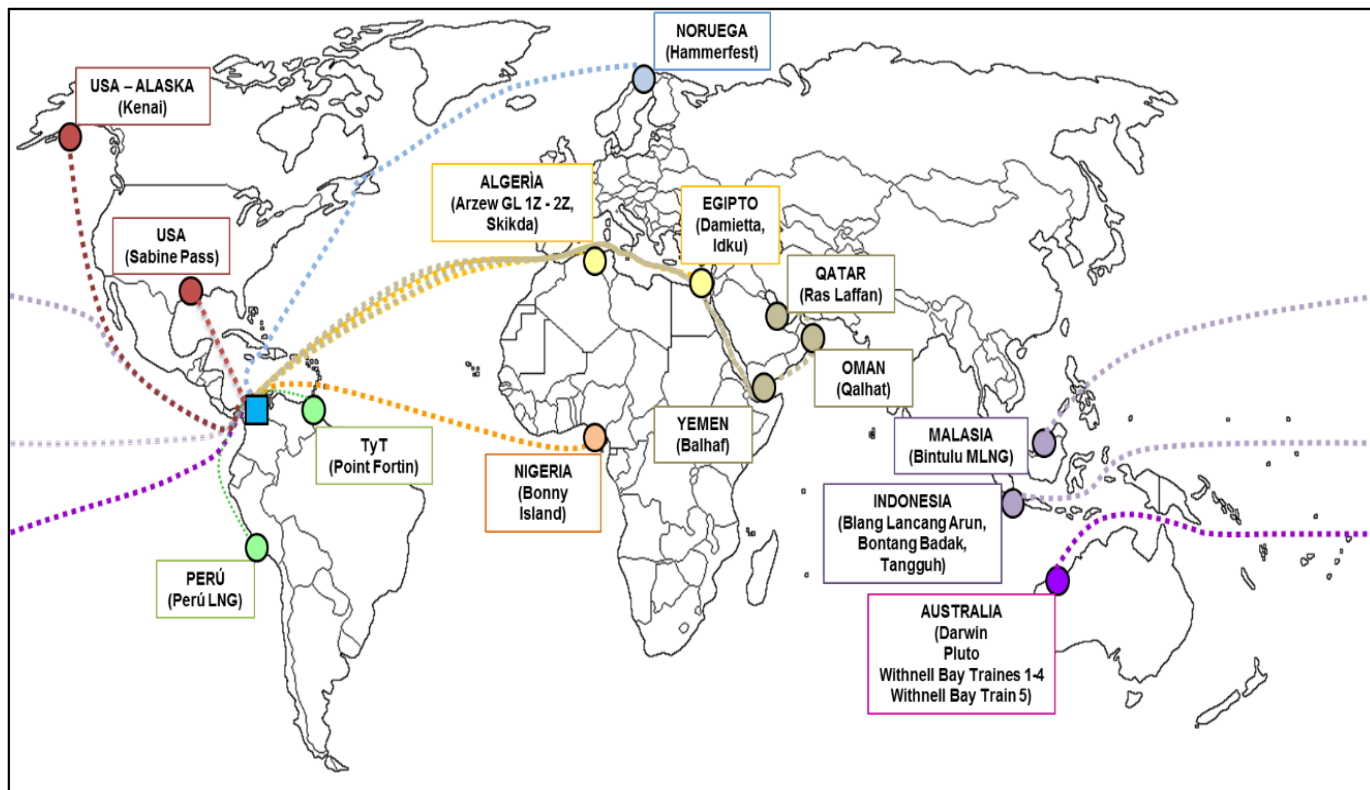 NORUEGA
(Hammerfest)
USA – ALASKA
(Kenai)
ALGERÌA
(Arzew GL 1Z - 2Z,
Skikda)
EGIPTO
(Damietta,
Idku)
USA
(Sabine Pass)
QATAR
(Ras Laffan)
OMAN
(Qalhat)
YEMEN
(Balhaf)
TyT
(Point Fortin)
NIGERIA
(Bonny
Island)
MALASIA
(Bintulu MLNG)
INDONESIA
(Blang Lancang Arun,
Bontang Badak,
Tangguh)
PERÚ
(Perú LNG)
AUSTRALIA
(Darwin
Pluto
Withnell Bay Traines 1-4
Withnell Bay Train 5)